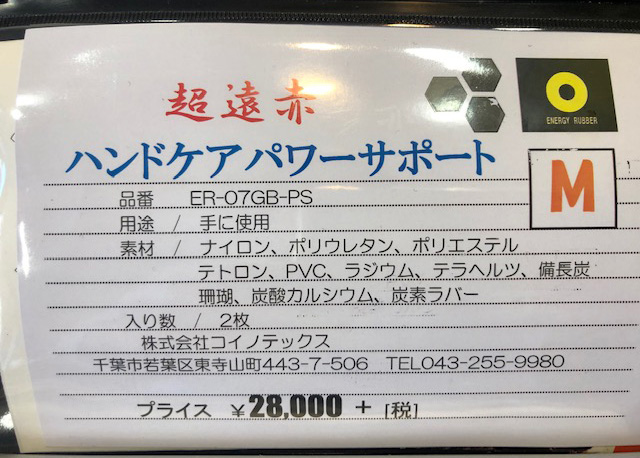 超遠赤
ENERGY RUBBER
ハンドケアパワーサポート
M
品番 ER-07GB-PS
用途 / 手に使用
素材 / ナイロン、ポリウレタン、ポリエステル
テトロン、PVC、ラジウム、テラヘルツ、備長炭
珊瑚、炭酸カルシウム、炭素ラバー
入り数 / 2枚
株式会社コイノテックス
千葉市若葉区東寺山町443-7-506 TEL043-255-9980
プライス ¥28,000 + [税]